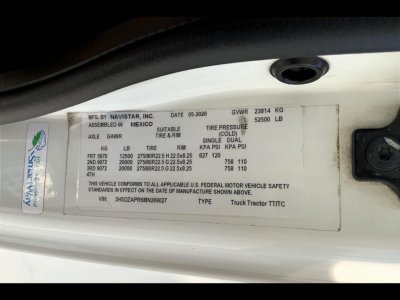 MFG. BY NAVISTAR, INC. DATE 05-2020 GVWR 23814 KG
ASSEMBLED IN MEXICO 52500 LB
SUITABLE TIRE PRESSURE
TIRE & RIM (COLD)
AXLE GAWR SINGLE DUAL
KPA PSI KPA PSI
FRT 5670 12500 275/80R22.5 H 22.5x8.25 827 120
2ND 9072 20000 275/80R22.5 G 22.5x8.25 758 110
3RD 9072 20000 275/80R22.5 G 22.5x8.25 758 110
4TH
THIS VEHICLE CONFORMS TO ALL APPLICABLE U.S. FEDERAL MOTOR VEHICLE SAFETY
STANDARDS IN EFFECT ON THE DATE OF MANUFACTURE SHOWN ABOVE.
VIN: 3HSDZAPR8MN269027 TYPE Truck Tractor TT/TC
SmartWay